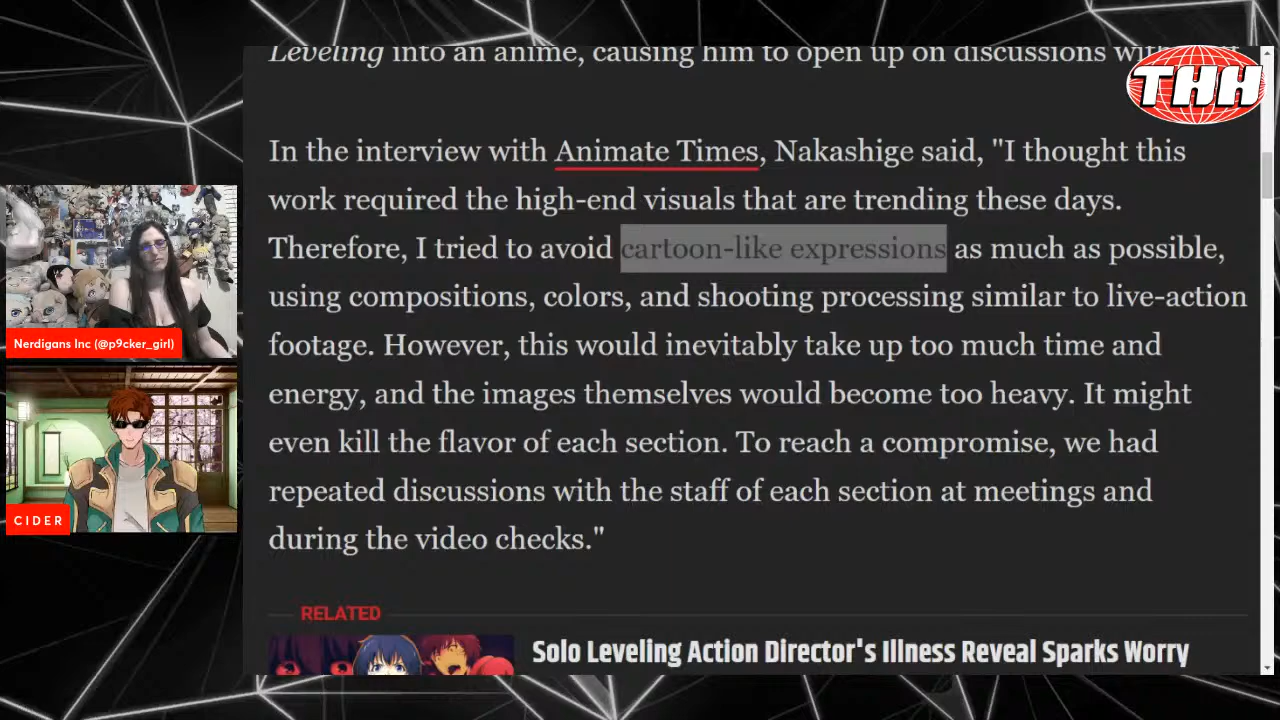 Leveling into an anime, causing him to open up on discussions with
THH
In the interview with Animate Times, Nakashige said, "I thought this
work required the high-end visuals that are trending these days.
Therefore, I tried to avoid cartoon-like expressions as much as possible,
using compositions, colors, and shooting processing similar to live-action
footage. However, this would inevitably take up too much time and
energy, and the images themselves would become too heavy. It might
even kill the flavor of each section. To reach a compromise, we had
repeated discussions with the staff of each section at meetings and
during the video checks."
Nerdigans Inc (@p9cker_girl)
CIDER
RELATED
Solo Leveling Action Director's Illness Reveal Sparks Worry